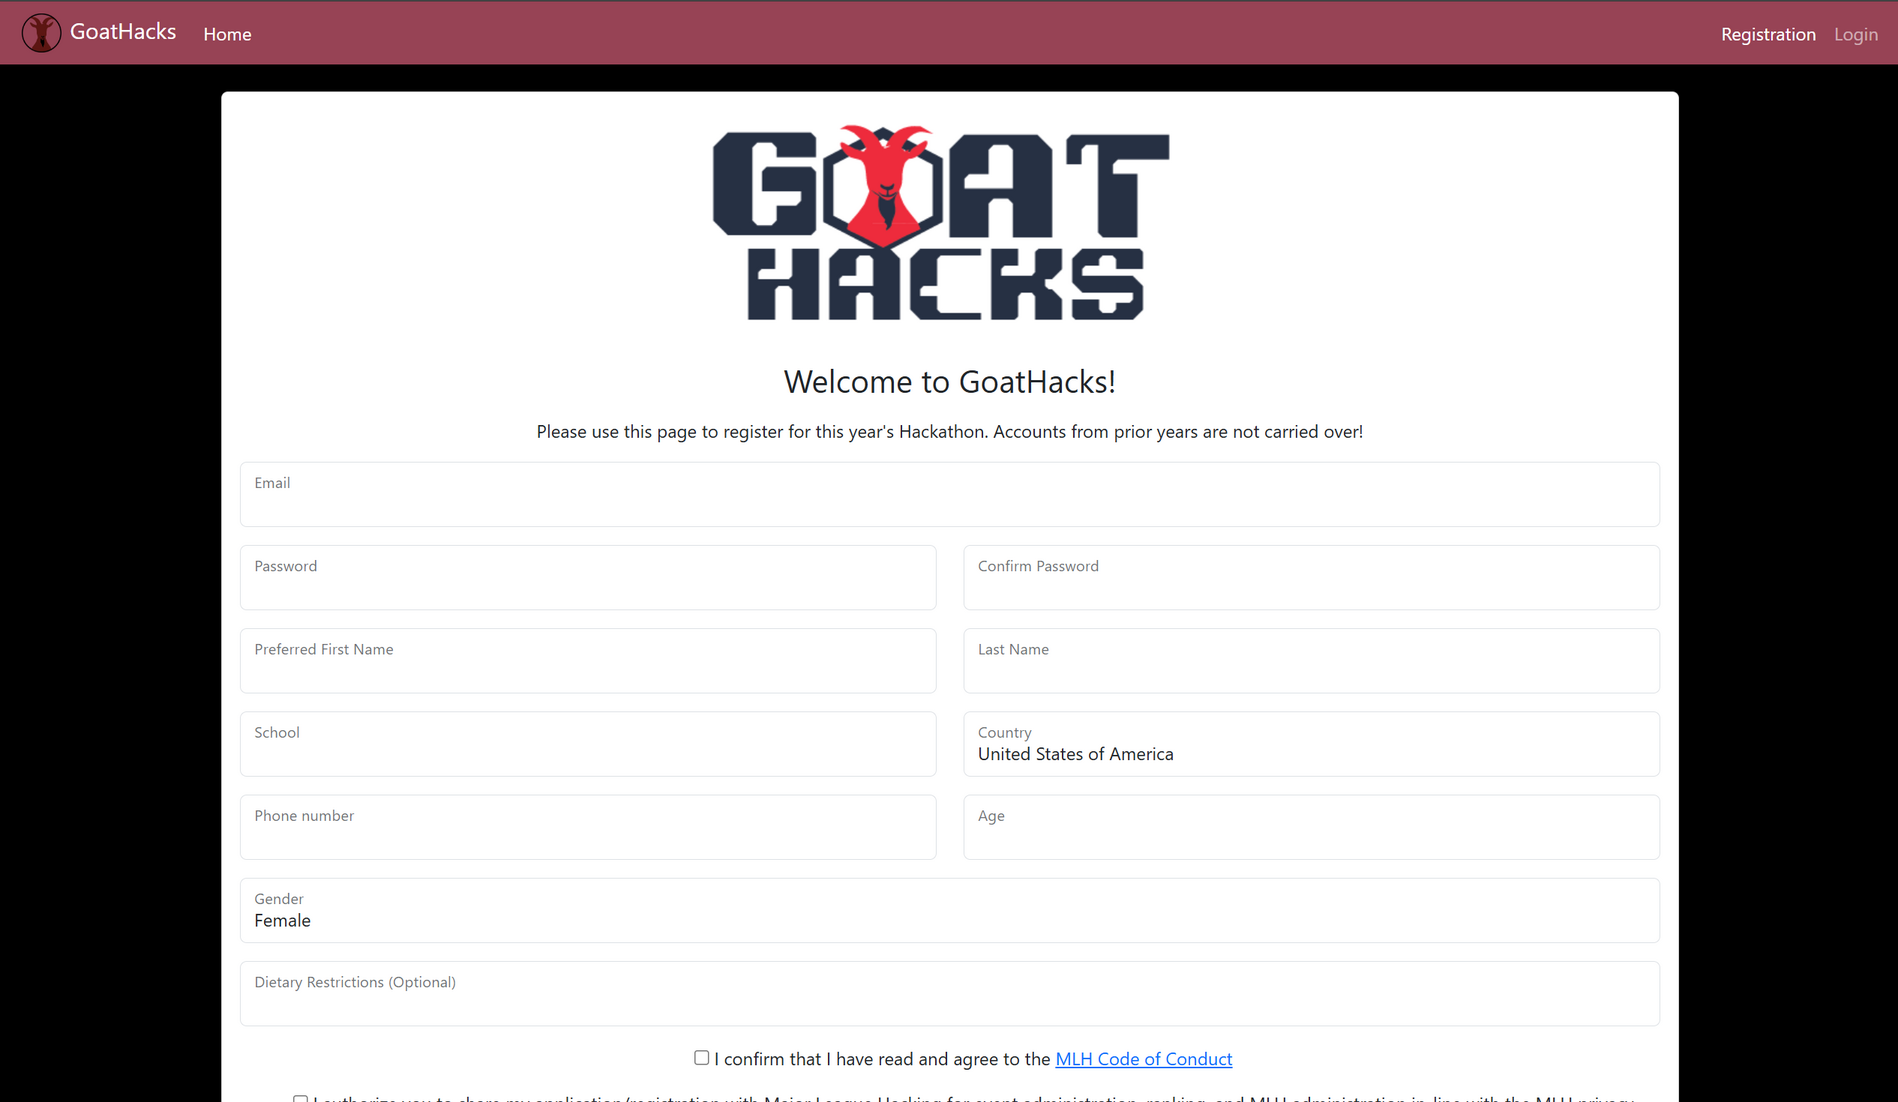 GoatHacks Home Registration Login
GOAT
HACKS
Welcome to GoatHacks!
Please use this page to register for this year's Hackathon. Accounts from prior years are not carried over!
Email
Password Confirm Password
Preferred First Name Last Name
School Country
United States of America
Phone number Age
Gender
Female
Dietary Restrictions (Optional)
I confirm that I have read and agree to the MLH Code of Conduct
I authorize you to share my application/registration with Major League Hacking for event administration, ranking, and MLH administration in-line with the MLH privacy